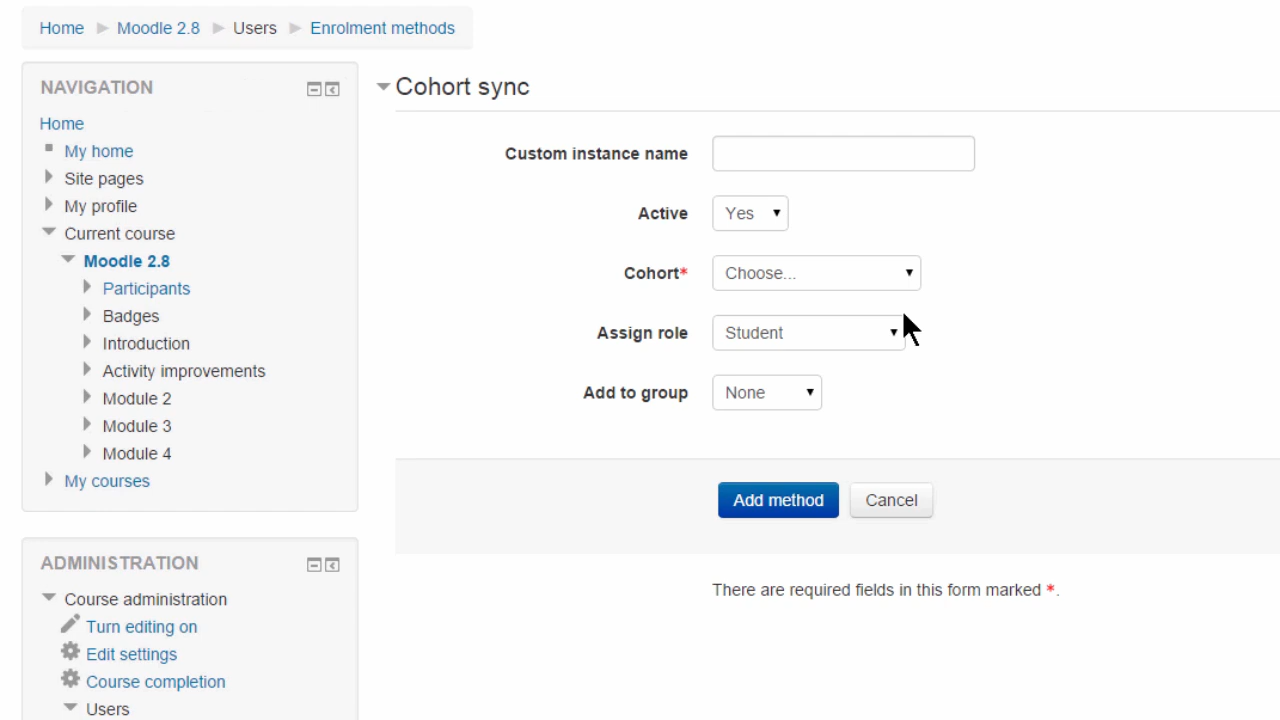 Home Moodle 2.8 Users Enrolment methods
NAVIGATION
Home
My home
Site pages
My profile
Current course
Moodle 2.8
Participants
Badges
Introduction
Activity improvements
Module 2
Module 3
Module 4
My courses
ADMINISTRATION
Course administration
Turn editing on
Edit settings
Course completion
Users
Cohort sync
Custom instance name
Active Yes
Cohort* Choose...
Assign role Student
Add to group None
Add method Cancel
There are required fields in this form marked *.